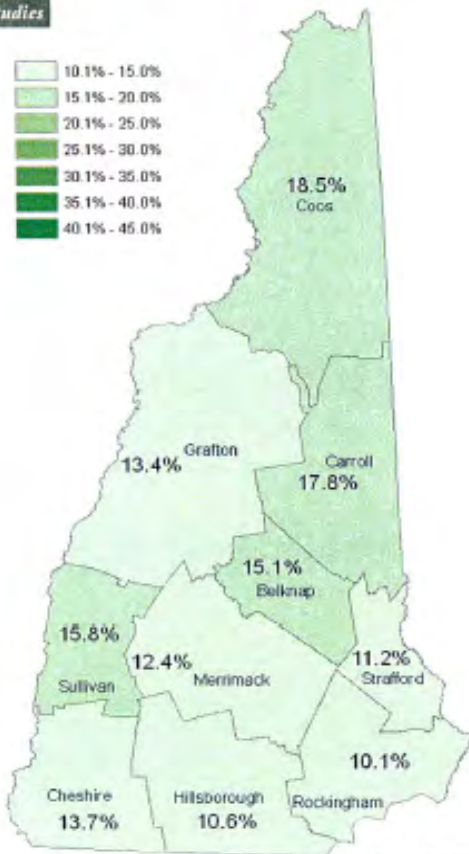 udies
10.1% - 15.0%
15.1% - 20.0%
20.1% - 25.0%
25.1% - 30.0%
30.1% - 35.0%
35.1% - 40.0%
40.1% - 45.0%
18.5%
Coos
Grafton
13.4%
Carroll
17.8%
15.1%
Belknap
15.8%
Sullivan
12.4%
Merrimack
11.2%
Strafford
10.1%
Rockingham
Cheshire
13.7%
Hillsborough
10.6%